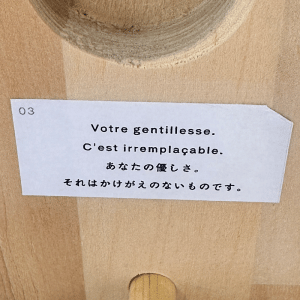 03
Votre gentillesse.
C'est irremplaçable.
あなたの優しさ。
それはかけがえのないものです。